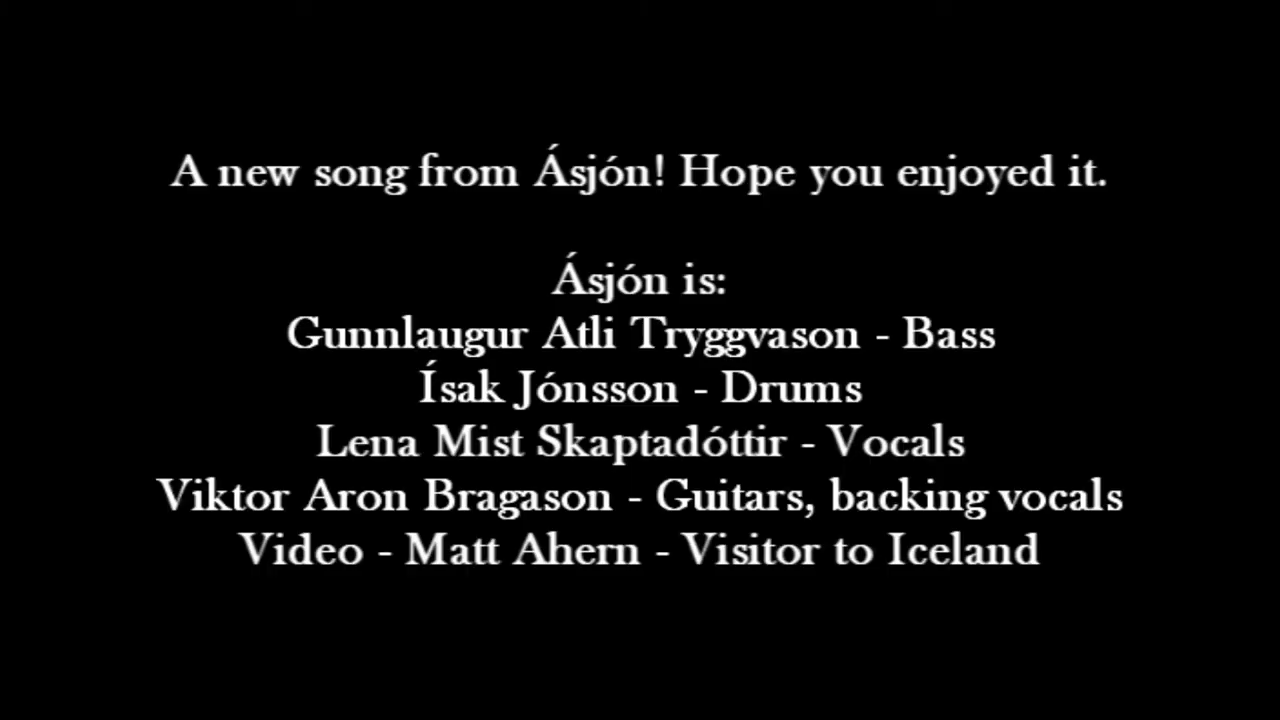 A new song from Ásjón! Hope you enjoyed it.
Ásjón is:
Gunnlaugur Atli Tryggvason - Bass
Ísak Jónsson - Drums
Lena Mist Skaptadóttir - Vocals
Viktor Aron Bragason - Guitars, backing vocals
Video - Matt Ahern - Visitor to Iceland